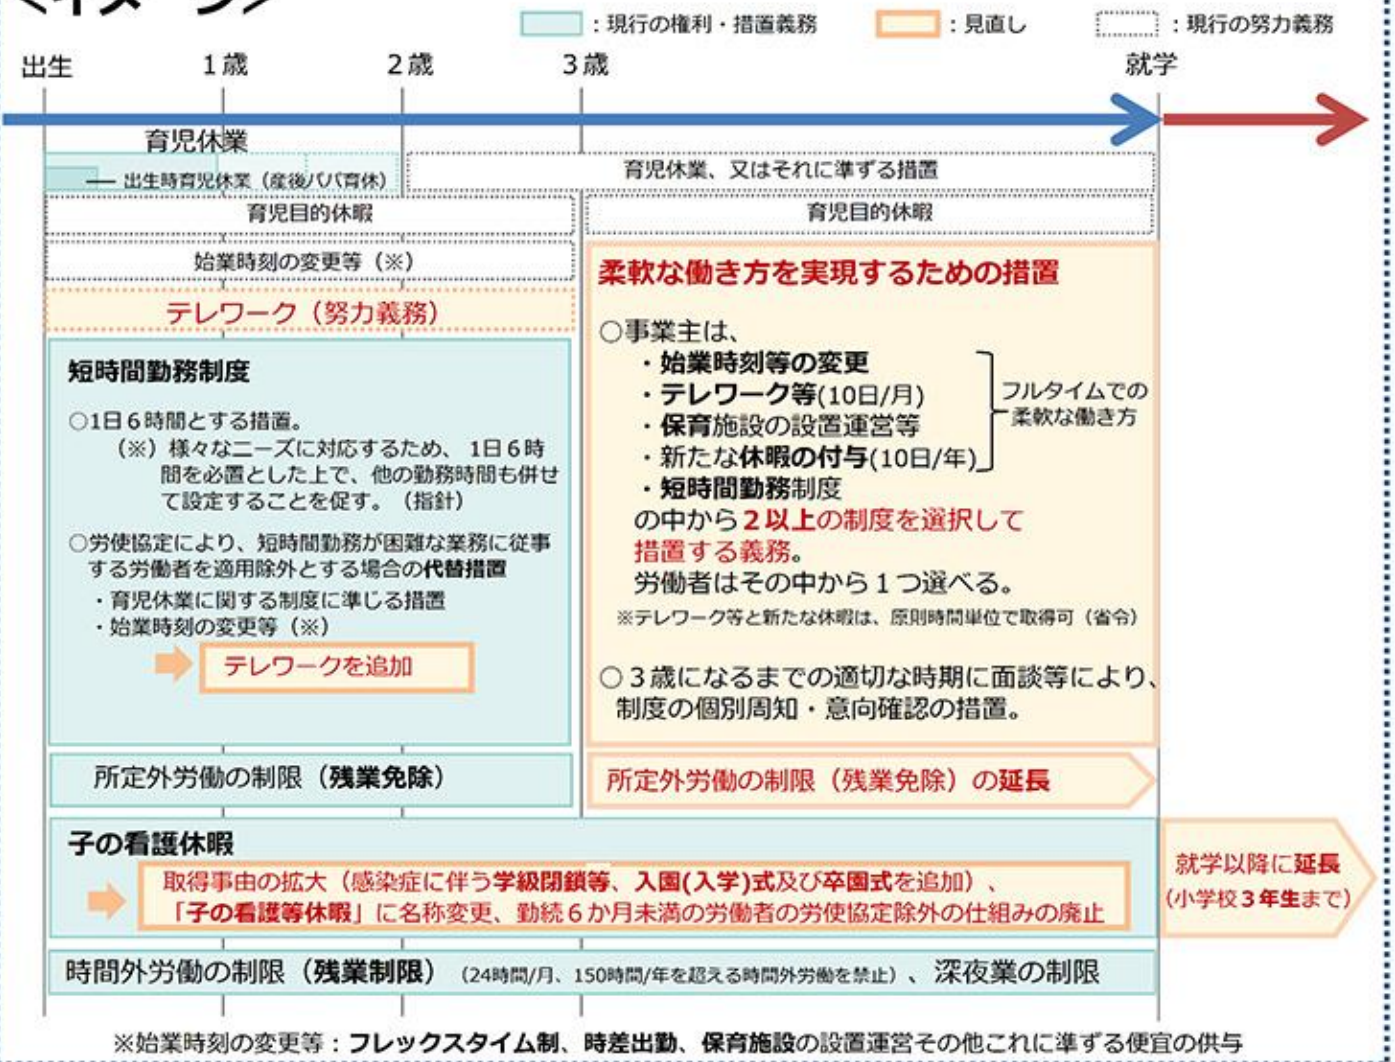 <イメージ>
：現行の権利・措置義務
：見直し
：現行の努力義務
出生
1歳
2歳
3歳
就学
育児休業
出生時育児休業（産後パパ育休）
育児休業、又はそれに準ずる措置
育児目的休暇
育児目的休暇
始業時刻の変更等（※）
テレワーク（努力義務）
短時間勤務制度
○1日６時間とする措置。
（※）様々なニーズに対応するため、 1日６時
間を必置とした上で、他の勤務時間も併せ
て設定することを促す。（指針）
○労使協定により、短時間勤務が困難な業務に従事
する労働者を適用除外とする場合の代替措置
・育児休業に関する制度に準じる措置
・始業時刻の変更等（※）
テレワークを追加
柔軟な働き方を実現するための措置
○事業主は、
・始業時刻等の変更
・テレワーク等(10日/月)
・保育施設の設置運営等
・新たな休暇の付与(10日/年)
フルタイムでの
柔軟な働き方
・短時間勤務制度
の中から２以上の制度を選択して
措置する義務。
労働者はその中から１つ選べる。
※テレワーク等と新たな休暇は、原則時間単位で取得可（省令）
○３歳になるまでの適切な時期に面談等により、
制度の個別周知・意向確認の措置。
所定外労働の制限（残業免除）
所定外労働の制限（残業免除）の延長
子の看護休暇
取得事由の拡大（感染症に伴う学級閉鎖等、入園(入学)式及び卒園式を追加）、
「子の看護等休暇」に名称変更、勤続６か月未満の労働者の労使協定除外の仕組みの廃止
就学以降に延長
（小学校３年生まで）
時間外労働の制限（残業制限）（24時間/月、150時間/年を超える時間外労働を禁止）、深夜業の制限
※始業時刻の変更等：フレックスタイム制、時差出勤、保育施設の設置運営その他これに準ずる便宜の供与